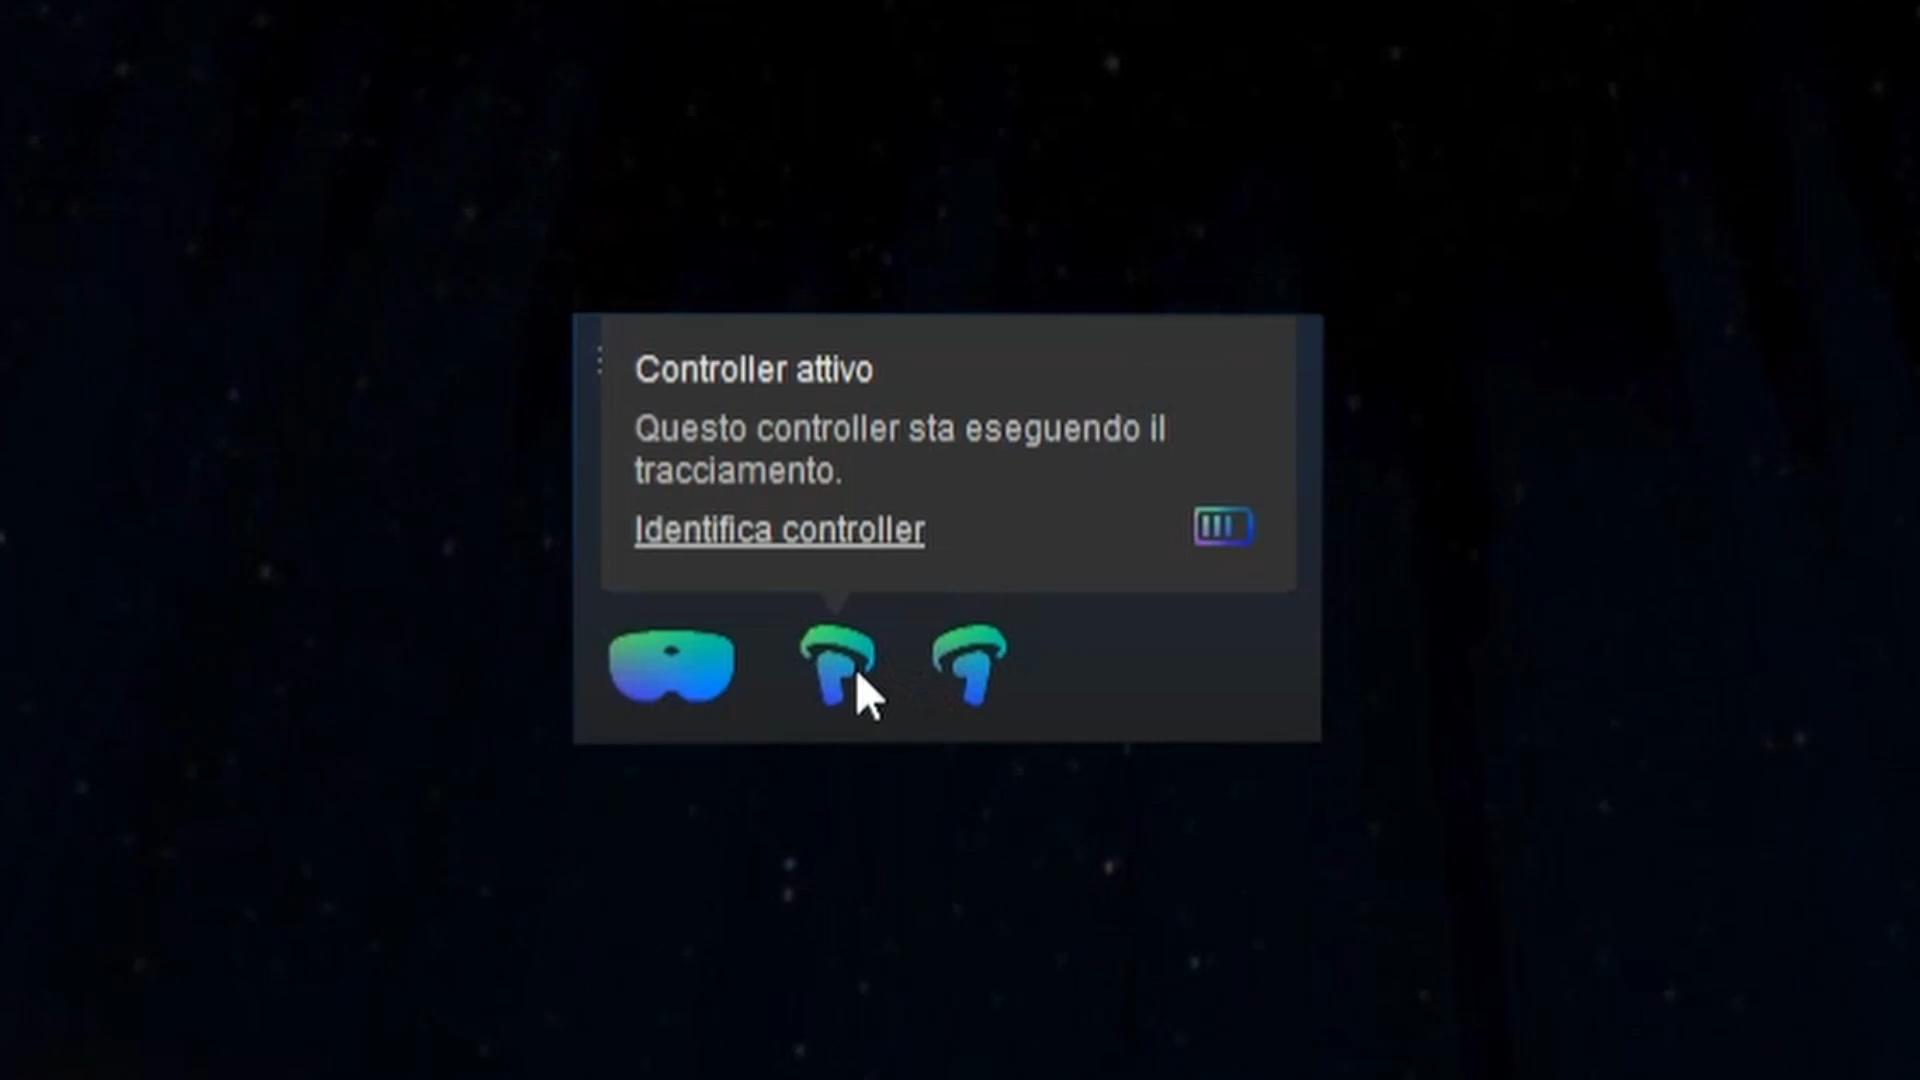 Controller attivo
Questo controller sta eseguendo il
tracciamento.
Identifica controller